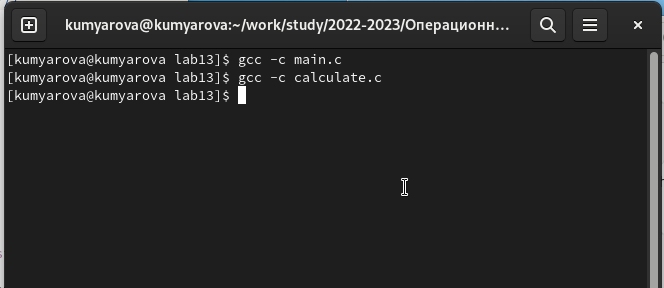 kumyarova@kumyarova:~/work/study/2022-2023/Операционн...
[kumyarova@kumyarova lab13]$ gcc -c main.c
[kumyarova@kumyarova lab13]$ gcc -c calculate.c
[kumyarova@kumyarova lab13]$